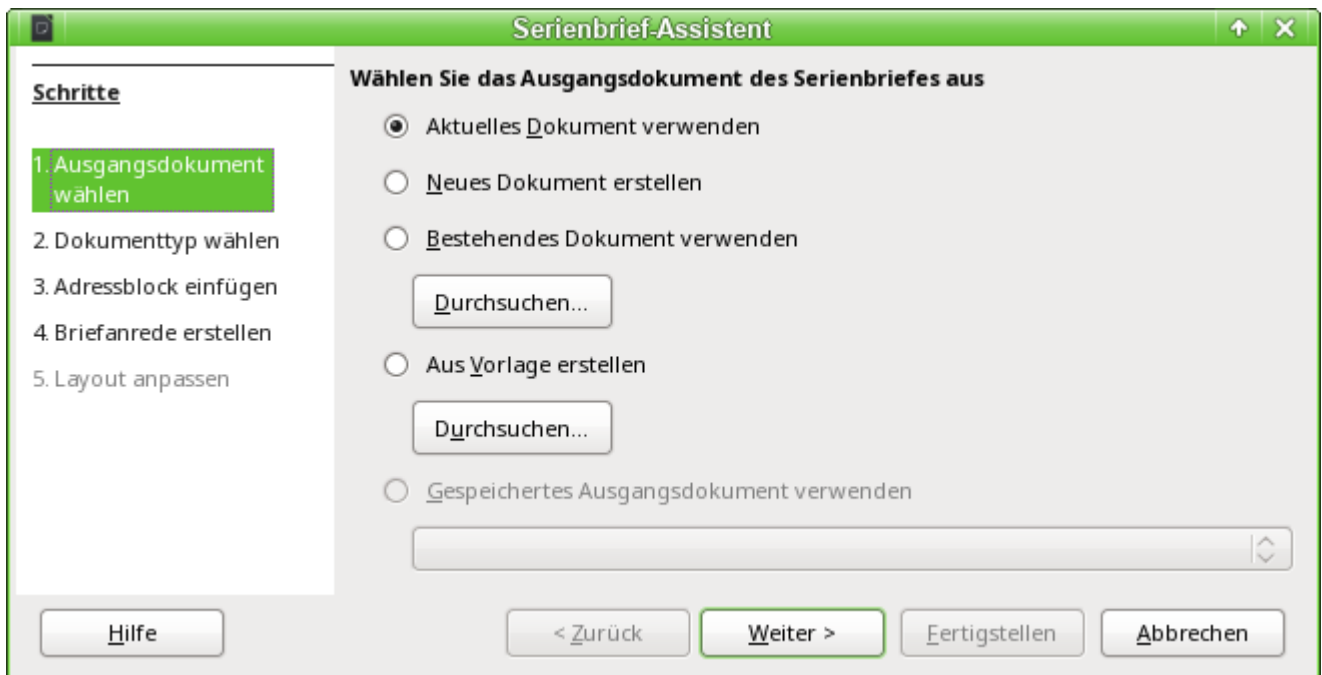 Serienbrief-Assistent
Schritte
1. Ausgangsdokument
wählen
2. Dokumenttyp wählen
3. Adressblock einfügen
4. Briefanrede erstellen
5. Layout anpassen
Wählen Sie das Ausgangsdokument des Serienbriefes aus
Aktuelles Dokument verwenden
Neues Dokument erstellen
Bestehendes Dokument verwenden
Durchsuchen...
Aus Vorlage erstellen
Durchsuchen...
Gespeichertes Ausgangsdokument verwenden
Hilfe
< Zurück
Weiter >
Fertigstellen
Abbrechen